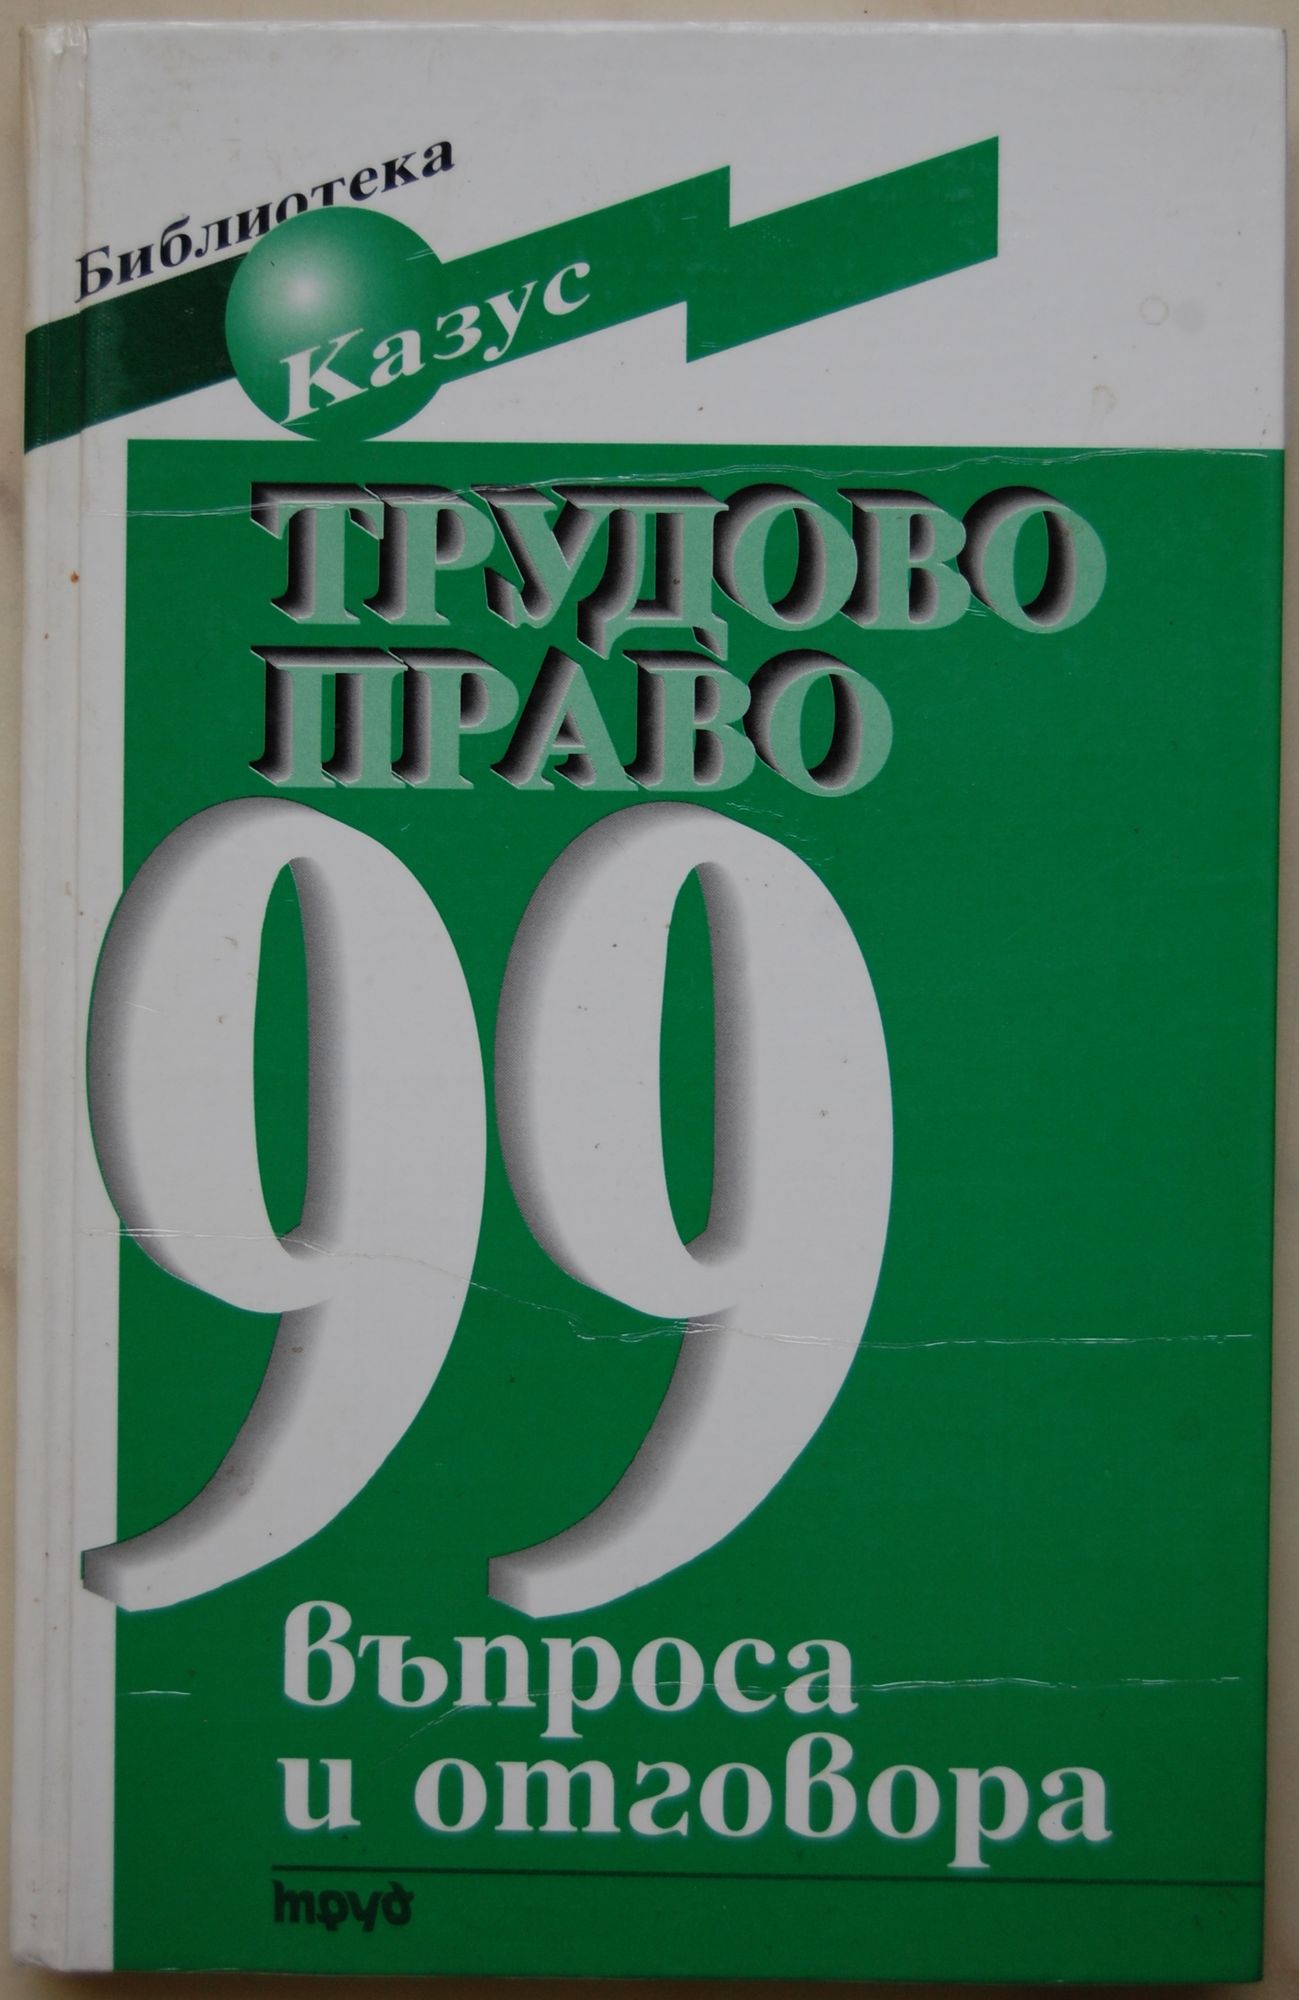 Библиотека
Казус
ТРУДОВО
ПРАВО
99
въпроса
и отговора
труд